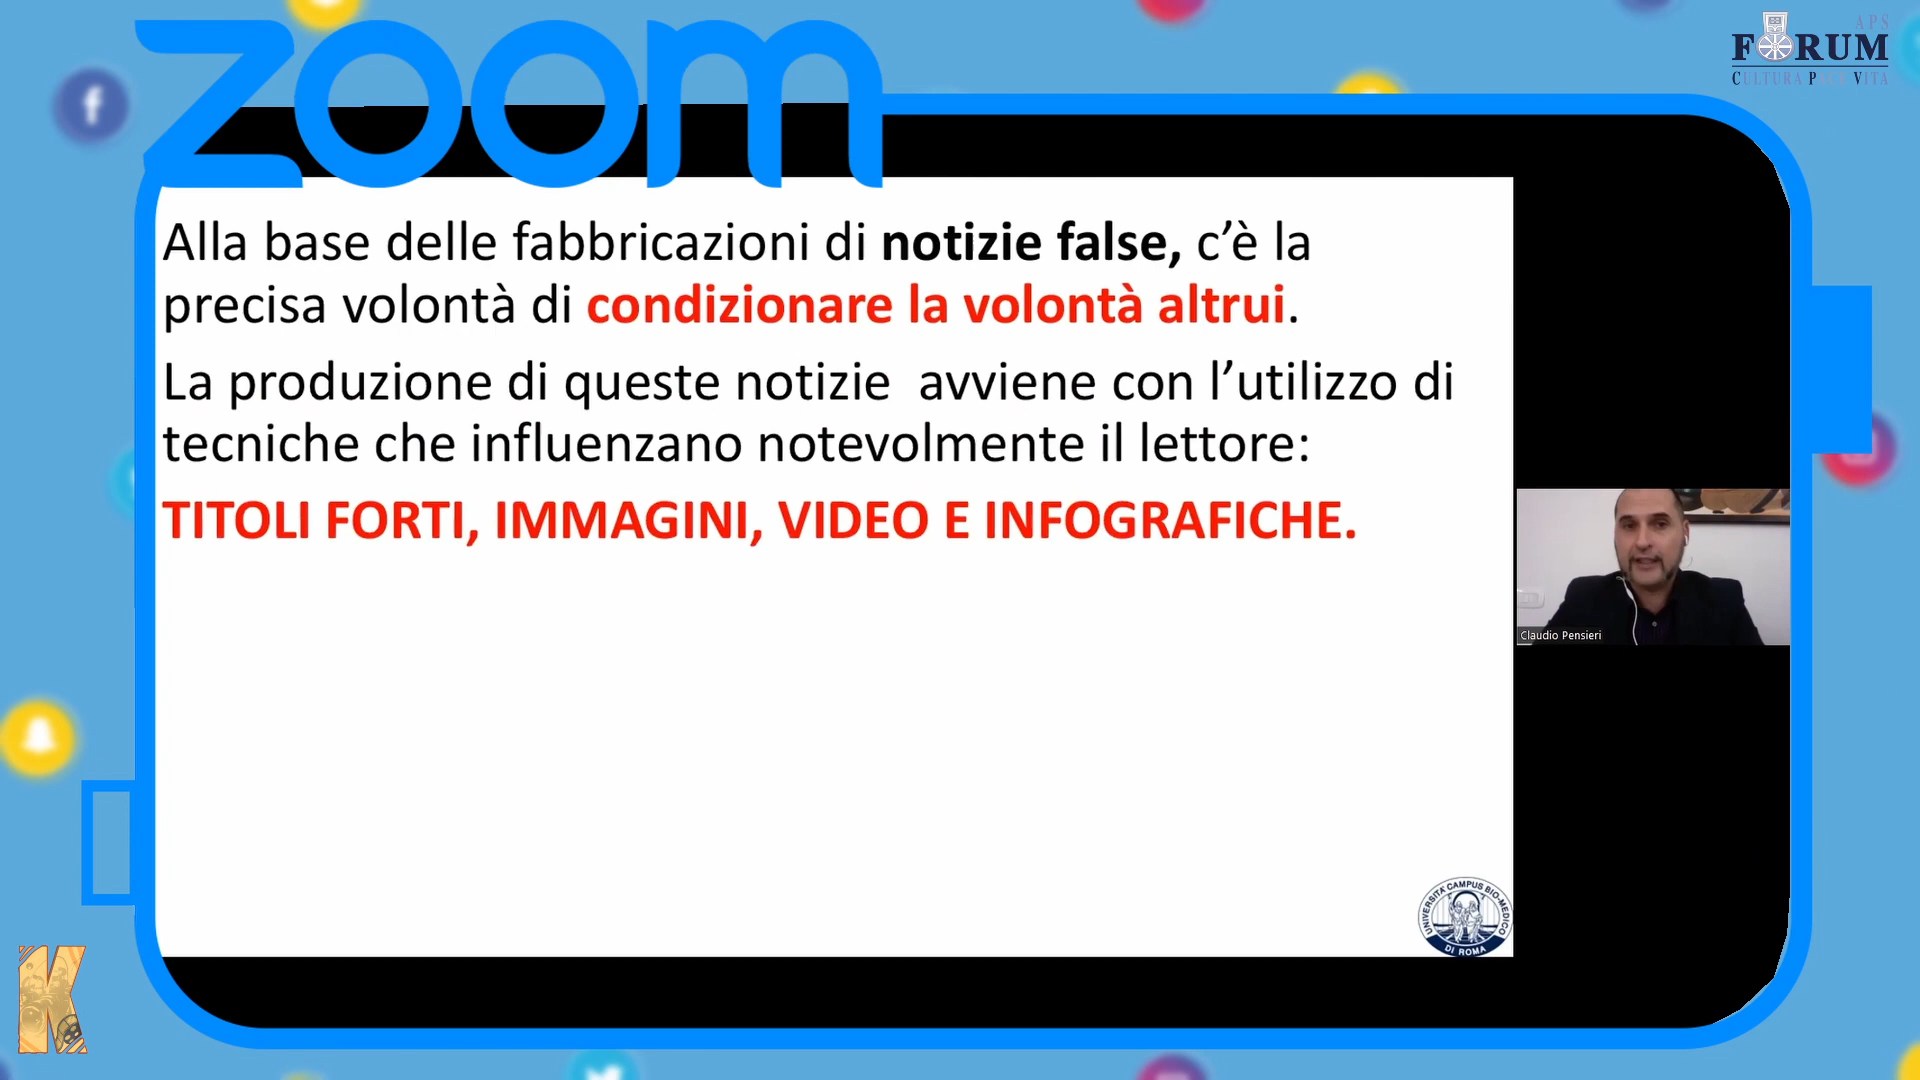 zoom
APS
FORUM
CULTURA PACE VITA
Alla base delle fabbricazioni di notizie false, c’è la
precisa volontà di condizionare la volontà altrui.
La produzione di queste notizie avviene con l’utilizzo di
tecniche che influenzano notevolmente il lettore:
TITOLI FORTI, IMMAGINI, VIDEO E INFOGRAFICHE.
Claudio Pensieri
UNIVERSITÀ CAMPUS BIO-MEDICO
DI ROMA
K